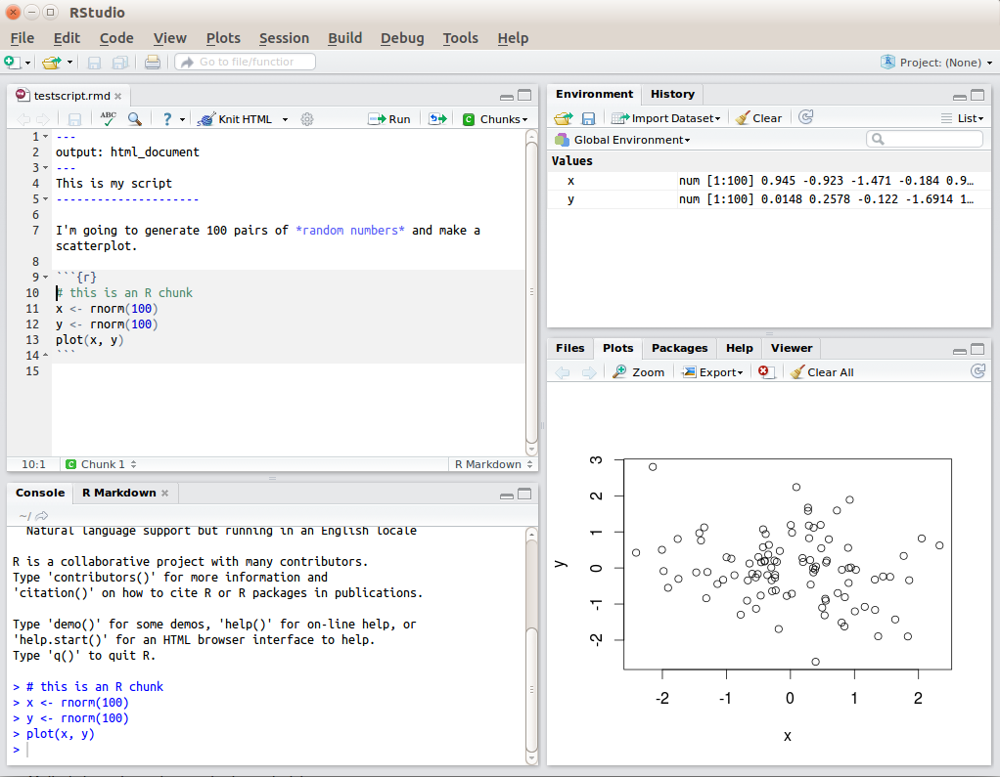 RStudio
File Edit Code View Plots Session Build Debug Tools Help
Go to file/function
Project: (None)
testscript.rmd
ABC Knit HTML Run Chunks
1 ---
2 output: html_document
3 ---
4 This is my script
5 ---------------------
6
7 I'm going to generate 100 pairs of *random numbers* and make a
scatterplot.
8
9 ```{r}
10 # this is an R chunk
11 x <- rnorm(100)
12 y <- rnorm(100)
13 plot(x, y)
14 ```
15
10:1 Chunk 1 R Markdown
Console R Markdown
~/
Natural language support but running in an English locale
R is a collaborative project with many contributors.
Type 'contributors()' for more information and
'citation()' on how to cite R or R packages in publications.
Type 'demo()' for some demos, 'help()' for on-line help, or
'help.start()' for an HTML browser interface to help.
Type 'q()' to quit R.
> # this is an R chunk
> x <- rnorm(100)
> y <- rnorm(100)
> plot(x, y)
>
Environment History
Import Dataset Clear List
Global Environment
Values
x num [1:100] 0.945 -0.923 -1.471 -0.184 0.9…
y num [1:100] 0.0148 0.2578 -0.122 -1.6914 1…
Files Plots Packages Help Viewer
Zoom Export Clear All
3
2
1
0
-1
-2
y
-2 -1 0 1 2
x